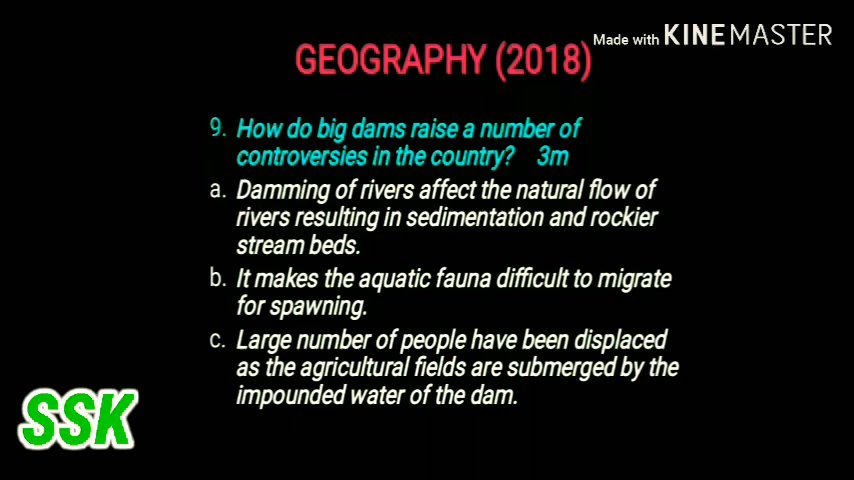 Made with KINEMASTER
GEOGRAPHY (2018)
9. How do big dams raise a number of
controversies in the country? 3m
a. Damming of rivers affect the natural flow of
rivers resulting in sedimentation and rockier
stream beds.
b. It makes the aquatic fauna difficult to migrate
for spawning.
c. Large number of people have been displaced
as the agricultural fields are submerged by the
impounded water of the dam.
SSK